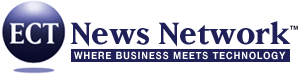 ECT News Network™
WHERE BUSINESS MEETS TECHNOLOGY